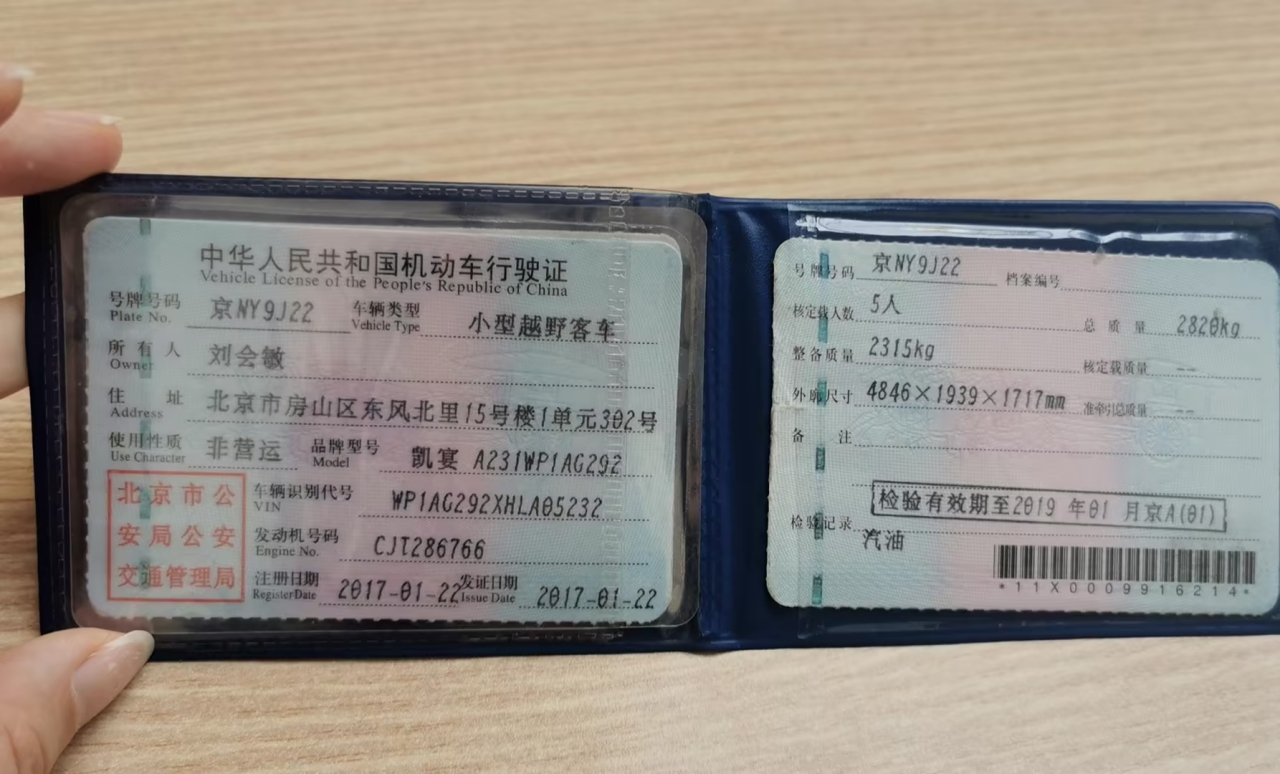 中华人民共和国机动车行驶证
Vehicle License of the People's Republic of China
号牌号码 京NY9J22 车辆类型 小型越野客车
Plate No. Vehicle Type
所有人 刘会敏
Owner
住址 北京市房山区东风北里15号楼1单元302号
Address
使用性质 非营运 品牌型号 凯宴 A231WP1AG292
Use Character Model
北京市公
安局公安
交通管理局
车辆识别代号 WP1AG292XHLA05232
VIN
发动机号码 CJT286766
Engine No.
注册日期 2017-01-22 发证日期 2017-01-22
Register Date Issue Date
号牌号码 京NY9J22 档案编号
核定载人数 5人 总质量 2820kg
整备质量 2315kg 核定载质量 --
外廓尺寸 4846×1939×1717mm 准牵引总质量 --
备注
检验有效期至2019年01月京A(01)
检验记录
汽油
*11X0009916214*